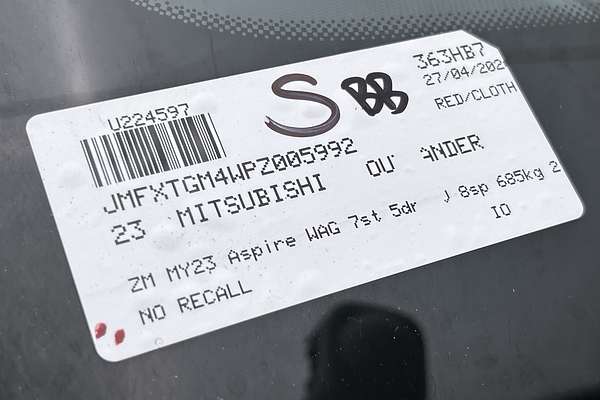 U224597
S BB
363HB7
27/04/202
RED/CLOTH
JMFXTGM4WPZ005992
23 MITSUBISHI OU ANDER
ZM MY23 Aspire WAG 7st 5dr J 8sp 685kg 2
NO RECALL
IO